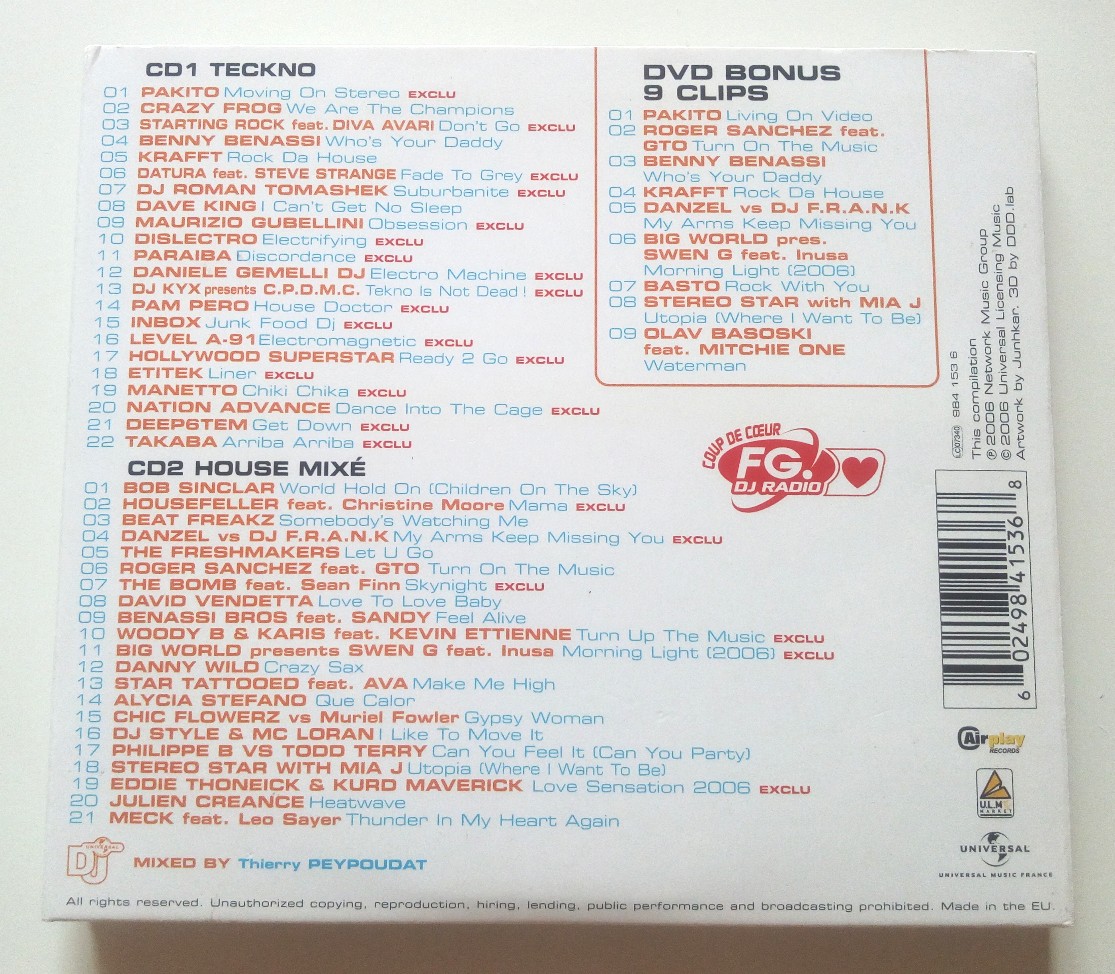 CD1 TECKNO
01 PAKITO Moving On Stereo EXCLU
02 CRAZY FROG We Are The Champions
03 STARTING ROCK feat. DIVA AVARI Don't Go EXCLU
04 BENNY BENASSI Who's Your Daddy
05 KRAFFT Rock Da House
06 DATURA feat. STEVE STRANGE Fade To Grey EXCLU
07 DJ ROMAN TOMASHEK Suburbanite EXCLU
08 DAVE KING I Can't Get No Sleep
09 MAURIZIO GUBELLINI Obsession EXCLU
10 DISLECTRO Electrifying EXCLU
11 PARAIBA Discordance EXCLU
12 DANIELE GEMELLI DJ Electro Machine EXCLU
13 DJ KYX presents C.P.D.M.C. Tekno Is Not Dead! EXCLU
14 PAM PERO House Doctor EXCLU
15 INBOX Junk Food Dj EXCLU
16 LEVEL A-91 Electromagnetic EXCLU
17 HOLLYWOOD SUPERSTAR Ready 2 Go EXCLU
18 ETITEK Liner EXCLU
19 MANETTO Chiki Chika EXCLU
20 NATION ADVANCE Dance Into The Cage EXCLU
21 DEEP6TEM Get Down EXCLU
22 TAKABA Arriba Arriba EXCLU
CD2 HOUSE MIXÉ
01 BOB SINCLAR World Hold On (Children On The Sky)
02 HOUSEFELLER feat. Christine Moore Mama EXCLU
03 BEAT FREAKZ Somebody's Watching Me
04 DANZEL vs DJ F.R.A.N.K My Arms Keep Missing You EXCLU
05 THE FRESHMAKERS Let U Go
06 ROGER SANCHEZ feat. GTO Turn On The Music
07 THE BOMB feat. Sean Finn Skynight EXCLU
08 DAVID VENDETTA Love To Love Baby
09 BENASSI BROS feat. SANDY Feel Alive
10 WOODY B & KARIS feat. KEVIN ETTIENNE Turn Up The Music EXCLU
11 BIG WORLD presents SWEN G feat. Inusa Morning Light (2006) EXCLU
12 DANNY WILD Crazy Sax
13 STAR TATTOOED feat. AVA Make Me High
14 ALYCIA STEFANO Que Calor
15 CHIC FLOWERZ vs Muriel Fowler Gypsy Woman
16 DJ STYLE & MC LORAN I Like To Move It
17 PHILIPPE B VS TODD TERRY Can You Feel It (Can You Party)
18 STEREO STAR WITH MIA J Utopia (Where I Want To Be)
19 EDDIE THONEICK & KURD MAVERICK Love Sensation 2006 EXCLU
20 JULIEN CREANCE Heatwave
21 MECK feat. Leo Sayer Thunder In My Heart Again
UNIVERSAL
DJ
MIXED BY Thierry PEYPOUDAT
DVD BONUS
9 CLIPS
01 PAKITO Living On Video
02 ROGER SANCHEZ feat.
GTO Turn On The Music
03 BENNY BENASSI
Who's Your Daddy
04 KRAFFT Rock Da House
05 DANZEL vs DJ F.R.A.N.K
My Arms Keep Missing You
06 BIG WORLD pres.
SWEN G feat. Inusa
Morning Light (2006)
07 BASTO Rock With You
08 STEREO STAR with MIA J
Utopia (Where I Want To Be)
09 OLAV BASOSKI
feat. MITCHIE ONE
Waterman
COUP DE CŒUR
FG.
DJ RADIO
LC07340 984 153 6
This compilation
℗ 2006 Network Music Group
© 2006 Universal Licensing Music
Artwork by Junhkar. 3D by DDD.lab
6 02498 41536 8
Airplay
RECORDS
U.L.M
MARKET
UNIVERSAL
UNIVERSAL MUSIC FRANCE
All rights reserved. Unauthorized copying, reproduction, hiring, lending, public performance and broadcasting prohibited. Made in the EU.